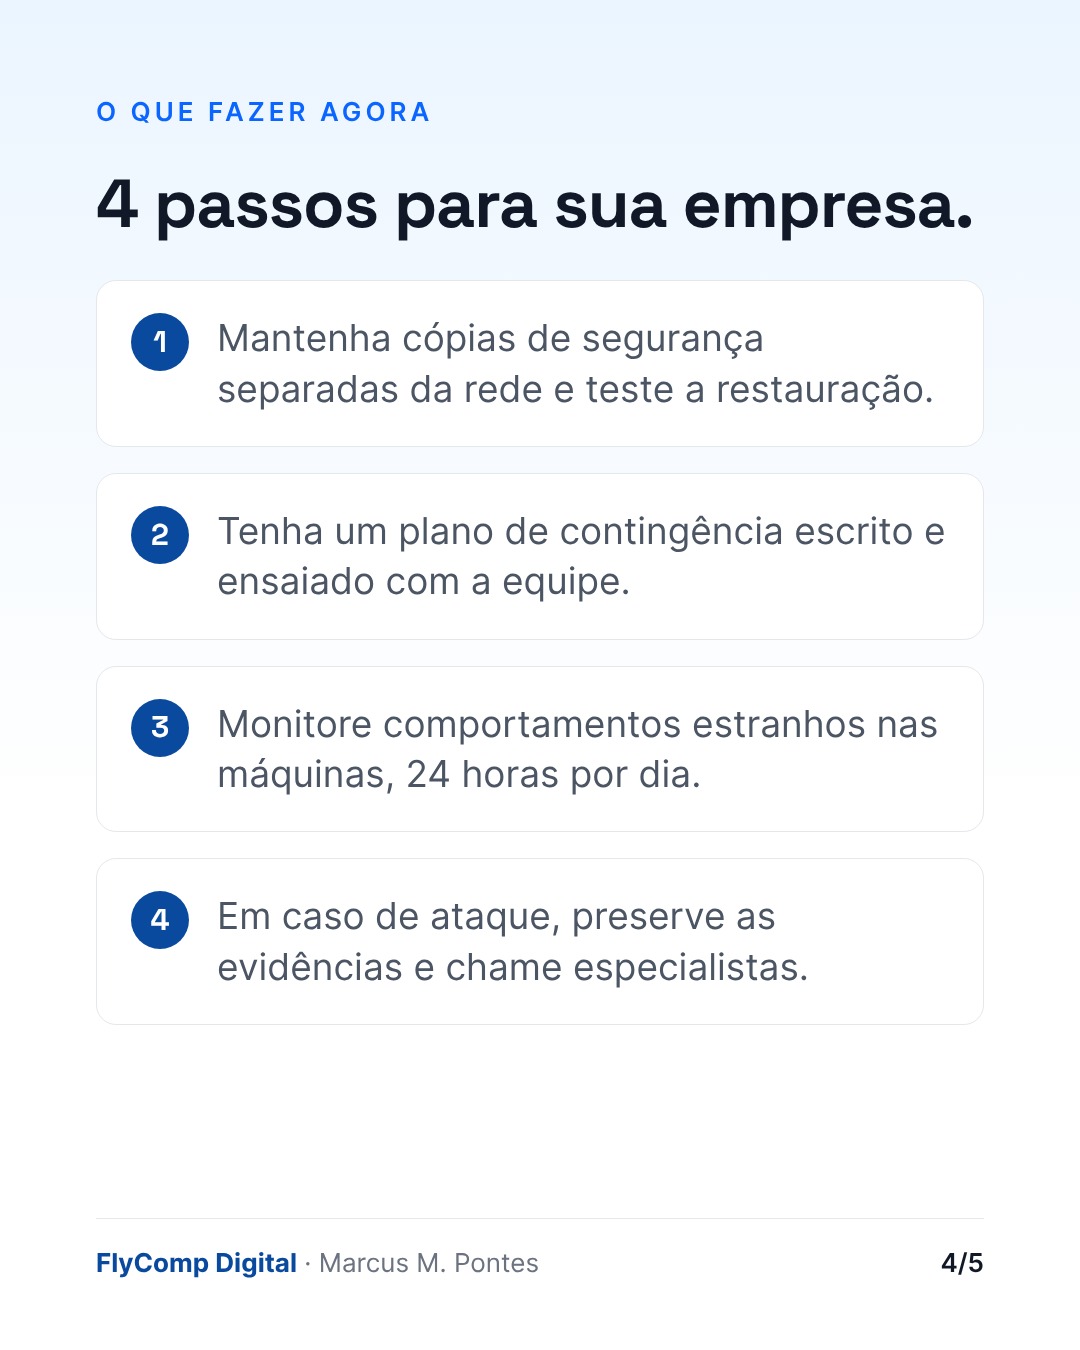 O QUE FAZER AGORA
4 passos para sua empresa.
1 Mantenha cópias de segurança
separadas da rede e teste a restauração.
2 Tenha um plano de contingência escrito e
ensaiado com a equipe.
3 Monitore comportamentos estranhos nas
máquinas, 24 horas por dia.
4 Em caso de ataque, preserve as
evidências e chame especialistas.
FlyComp Digital · Marcus M. Pontes 4/5